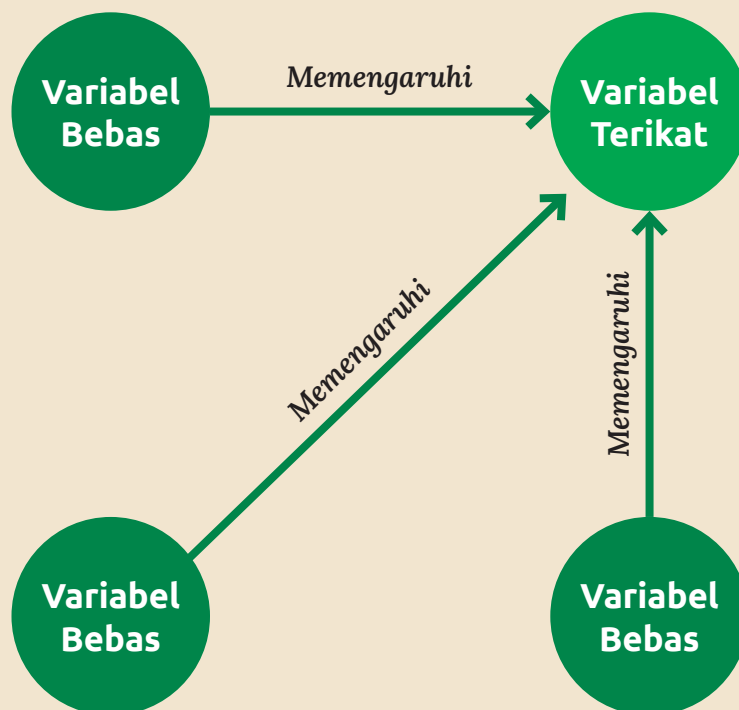 Variabel
Bebas
Memengaruhi
Variabel
Terikat
Memengaruhi
Memengaruhi
Variabel
Bebas
Variabel
Bebas